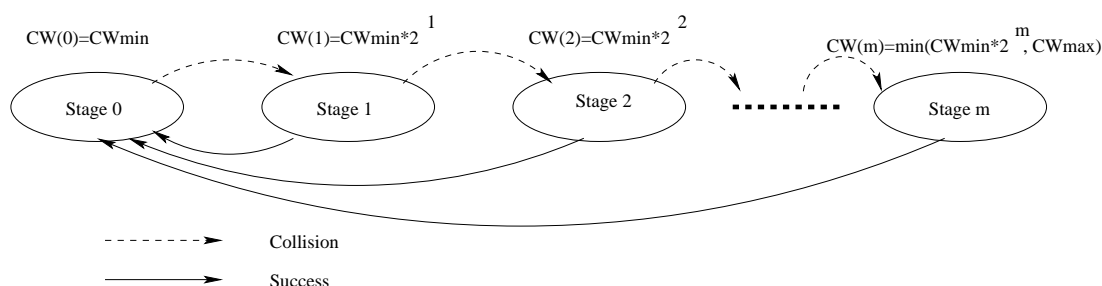 CW(0)=CWmin
CW(1)=CWmin*2 1
CW(2)=CWmin*2 2
CW(m)=min(CWmin*2 m, CWmax)
Stage 0
Stage 1
Stage 2
Stage m
Collision
Success